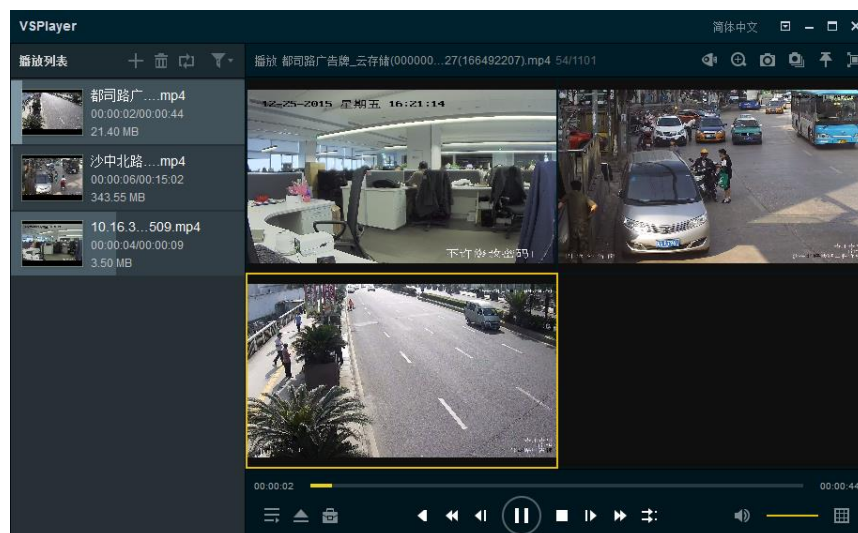 VSPlayer
简体中文
播放列表
播放 都司路广告牌_云存储(000000...27(166492207).mp4 54/1101
都司路广....mp4
00:00:02/00:00:44
21.40 MB
沙中北路....mp4
00:00:06/00:15:02
343.55 MB
10.16.3...509.mp4
00:00:04/00:00:09
3.50 MB
12-25-2015 星期五 16:21:14
00:00:02
00:00:44